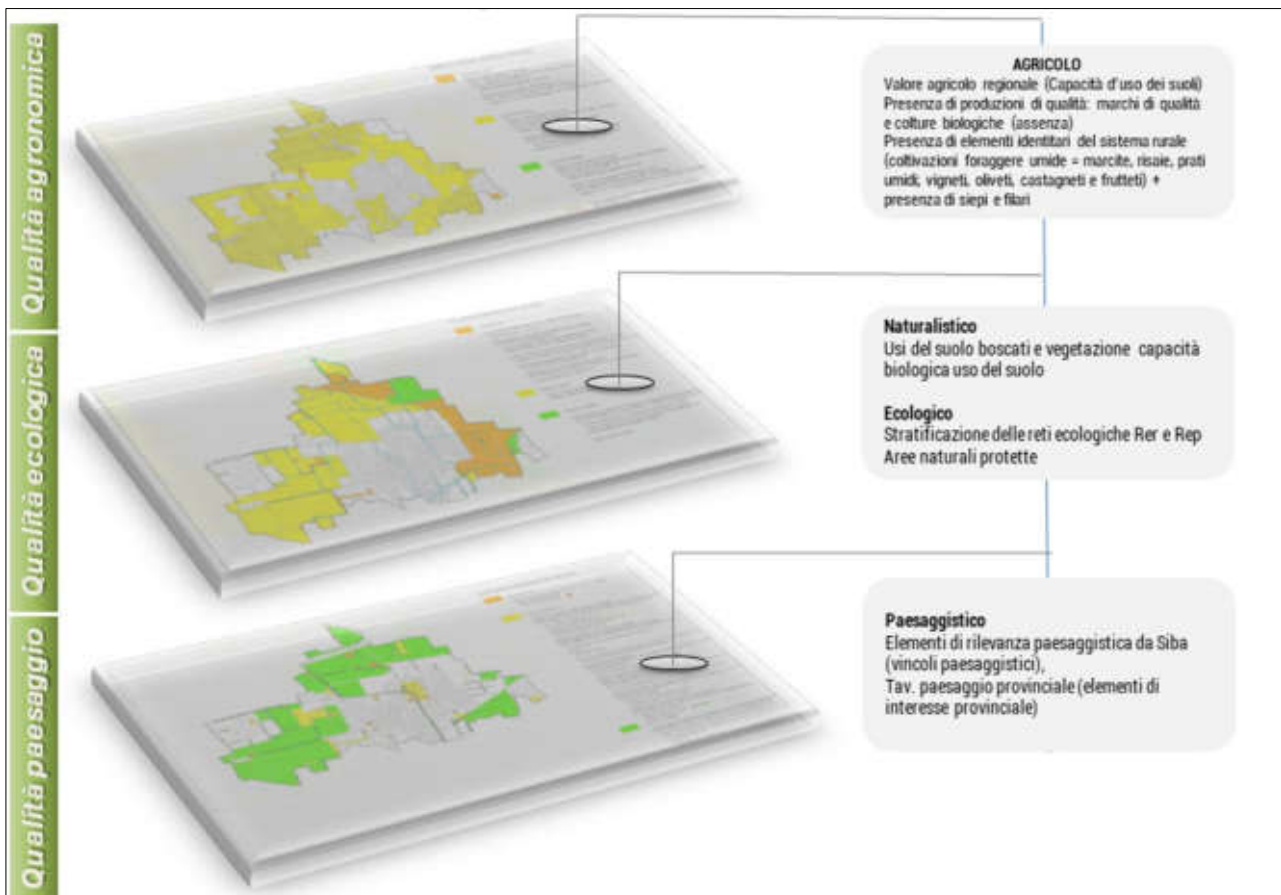 Qualità agronomica
AGRICOLO
Valore agricolo regionale (Capacità d'uso dei suoli)
Presenza di produzioni di qualità: marchi di qualità
e colture biologiche (assenza)
Presenza di elementi identitari del sistema rurale
(coltivazioni foraggere umide = marcite, risaie, prati
umidi, vigneti, oliveti, castagneti e frutteti) +
presenza di siepi e filari
Qualità ecologica
Naturalistico
Usi del suolo boscati e vegetazione capacità
biologica uso del suolo
Ecologico
Stratificazione delle reti ecologiche Rer e Rep
Aree naturali protette
Qualità paesaggio
Paesaggistico
Elementi di rilevanza paesaggistica da Siba
(vincoli paesaggistici),
Tav. paesaggio provinciale (elementi di
interesse provinciale)